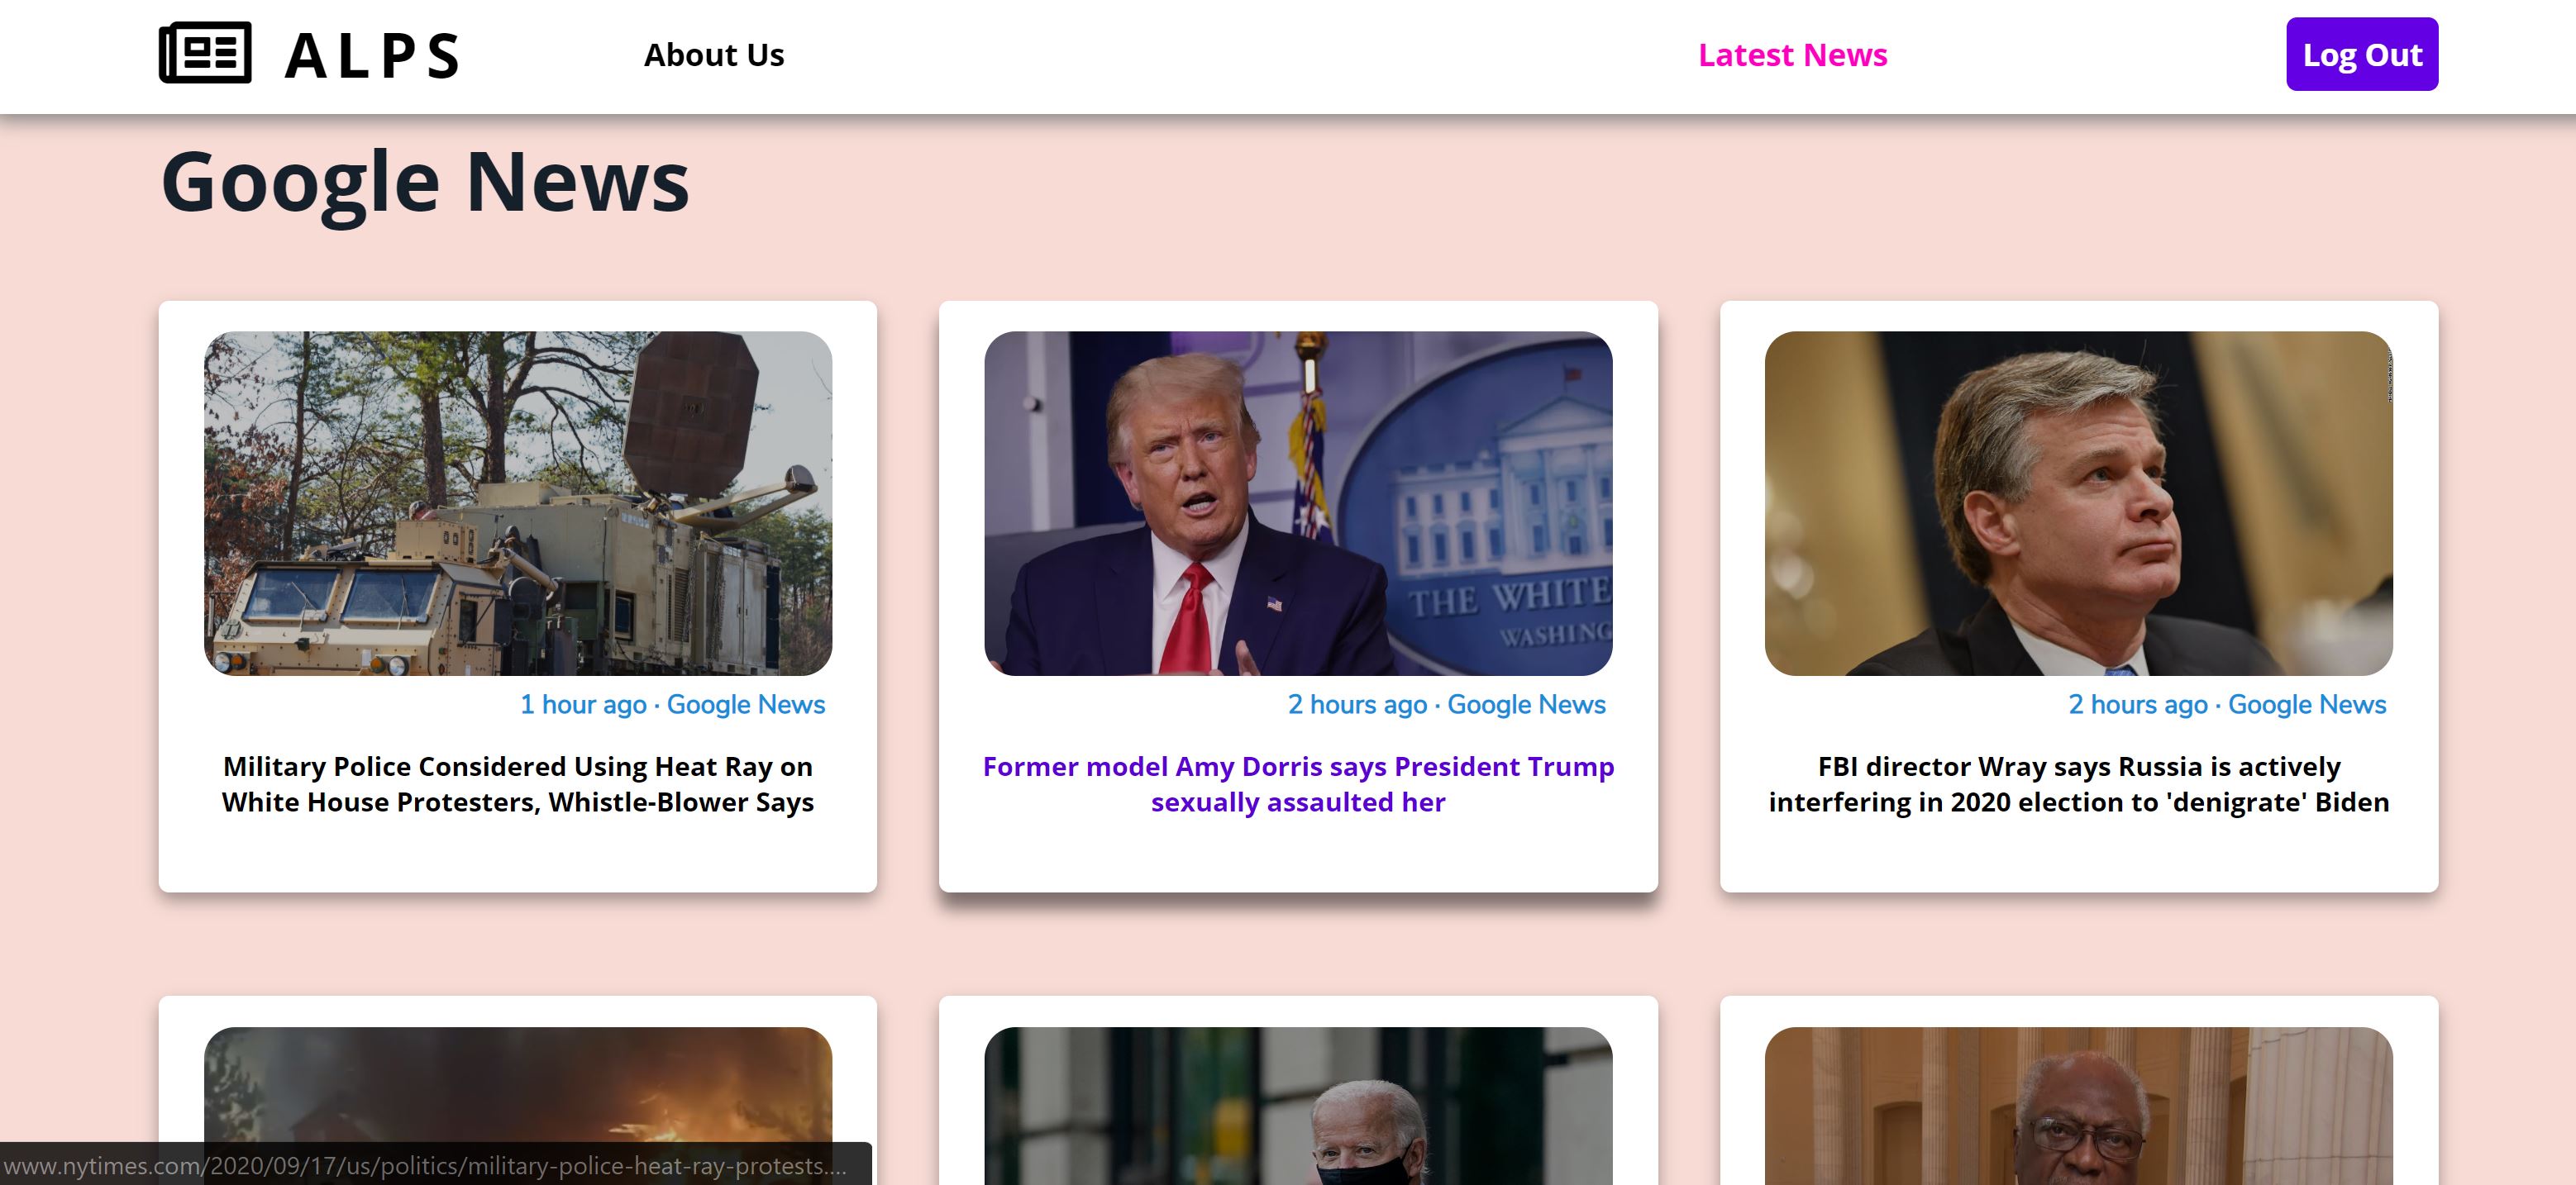 ALPS
About Us
Latest News
Log Out
Google News
THE WHITE
WASHING
1 hour ago · Google News
2 hours ago · Google News
2 hours ago · Google News
Military Police Considered Using Heat Ray on
White House Protesters, Whistle-Blower Says
Former model Amy Dorris says President Trump
sexually assaulted her
FBI director Wray says Russia is actively
interfering in 2020 election to 'denigrate' Biden
www.nytimes.com/2020/09/17/us/politics/military-police-heat-ray-protests....